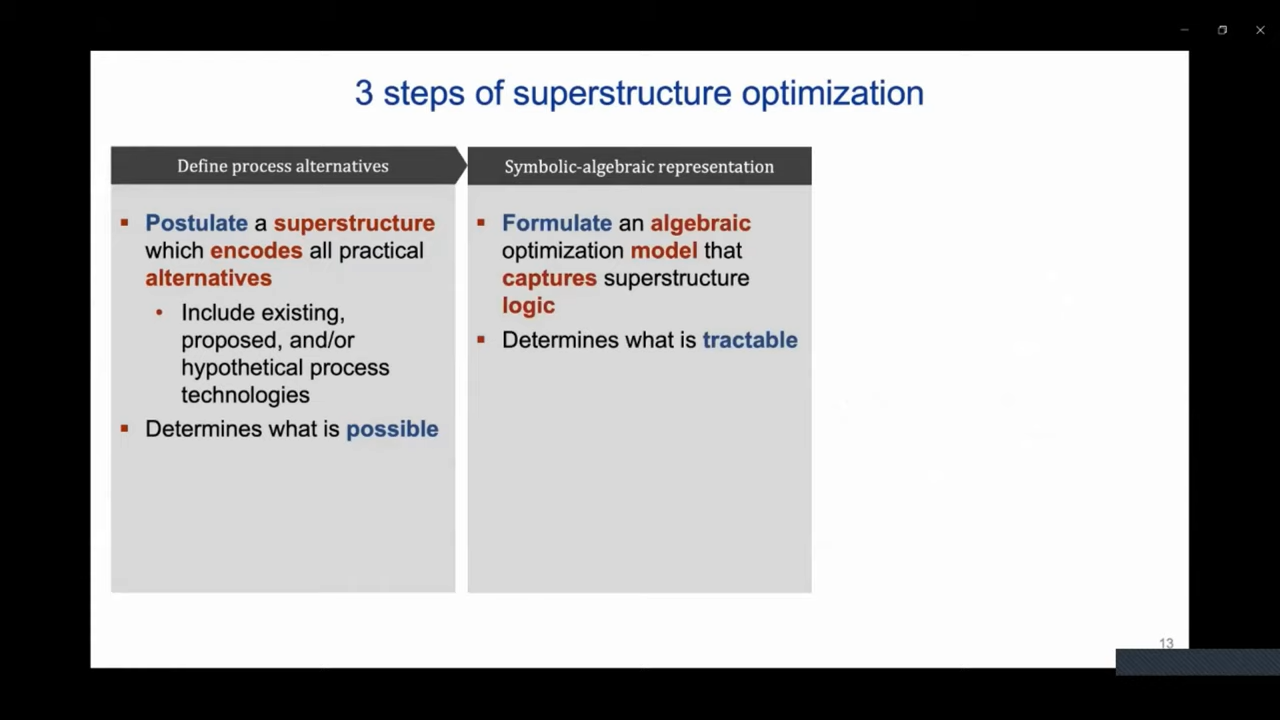 3 steps of superstructure optimization
Define process alternatives
▪ Postulate a superstructure
which encodes all practical
alternatives
• Include existing,
proposed, and/or
hypothetical process
technologies
▪ Determines what is possible
Symbolic-algebraic representation
▪ Formulate an algebraic
optimization model that
captures superstructure
logic
▪ Determines what is tractable
13